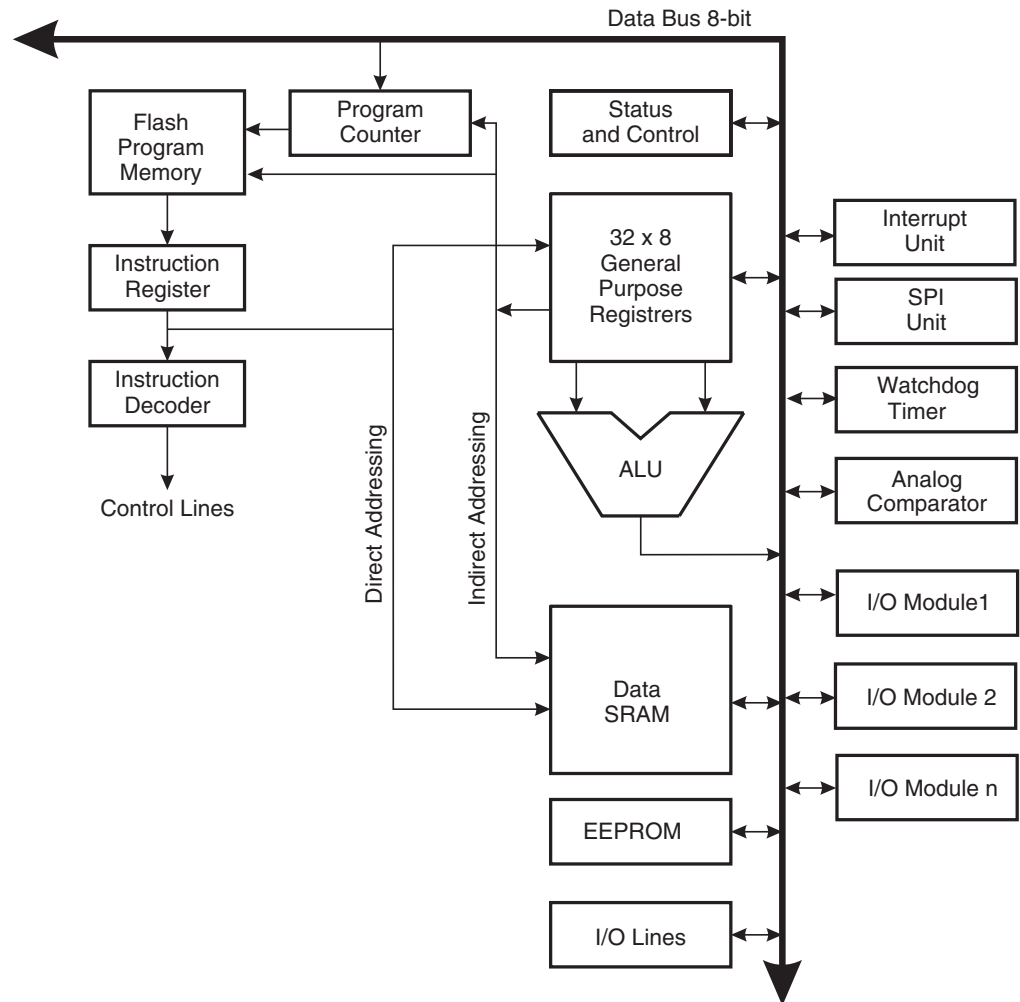 Data Bus 8-bit
Flash
Program
Memory
Program
Counter
Status
and Control
32 x 8
General
Purpose
Registrers
Interrupt
Unit
Instruction
Register
SPI
Unit
Instruction
Decoder
Watchdog
Timer
Direct Addressing
Indirect Addressing
ALU
Analog
Comparator
Control Lines
I/O Module1
Data
SRAM
I/O Module 2
I/O Module n
EEPROM
I/O Lines